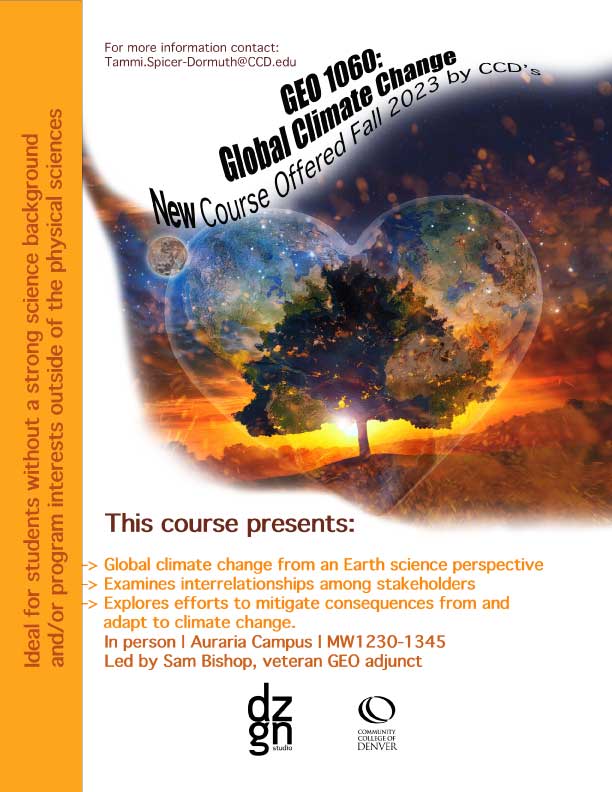 For more information contact:
Tammi.Spicer-Dormuth@CCD.edu
GEO 1060:
Global Climate Change
New Course Offered Fall 2023 by CCD's
Ideal for students without a strong science background
and/or program interests outside of the physical sciences
This course presents:
-> Global climate change from an Earth science perspective
-> Examines interrelationships among stakeholders
-> Explores efforts to mitigate consequences from and
adapt to climate change.
In person | Auraria Campus | MW1230-1345
Led by Sam Bishop, veteran GEO adjunct
dz
gn
studio
COMMUNITY
COLLEGE OF
DENVER